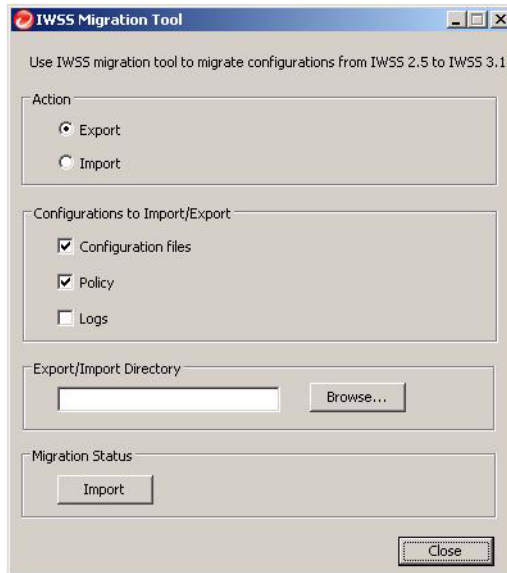 IWSS Migration Tool
Use IWSS migration tool to migrate configurations from IWSS 2.5 to IWSS 3.1
Action
Export
Import
Configurations to Import/Export
Configuration files
Policy
Logs
Export/Import Directory
Browse...
Migration Status
Import
Close